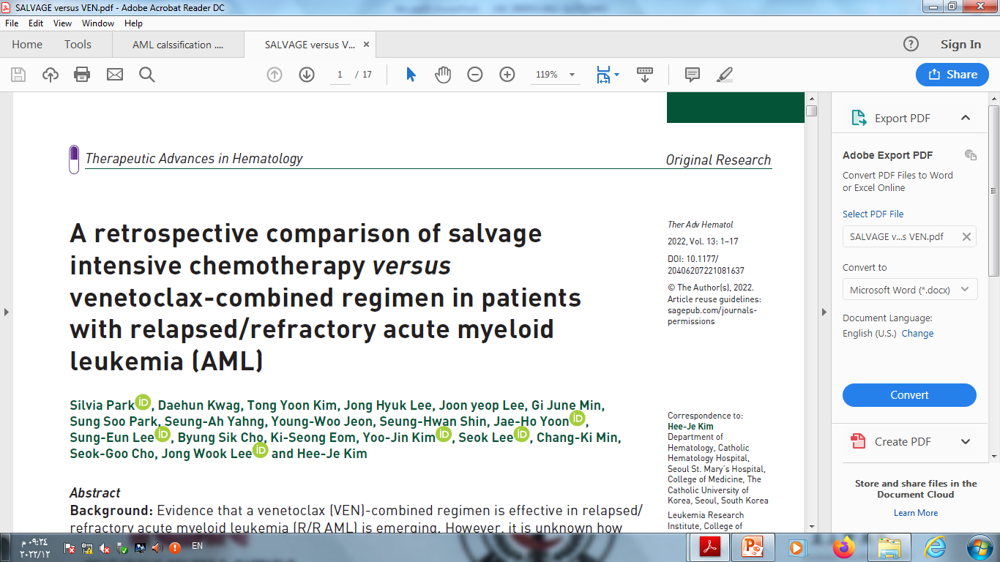 SALVAGE versus VEN.pdf - Adobe Acrobat Reader DC
File Edit View Window Help
Home Tools AML calssification .... SALVAGE versus V... Sign In
1 / 17 119% Share
Therapeutic Advances in Hematology Original Research
A retrospective comparison of salvage
intensive chemotherapy versus
venetoclax-combined regimen in patients
with relapsed/refractory acute myeloid
leukemia (AML)
Silvia Park iD, Daehun Kwag, Tong Yoon Kim, Jong Hyuk Lee, Joon yeop Lee, Gi June Min,
Sung Soo Park, Seung-Ah Yahng, Young-Woo Jeon, Seung-Hwan Shin, Jae-Ho Yoon iD,
Sung-Eun Lee iD, Byung Sik Cho, Ki-Seong Eom, Yoo-Jin Kim iD, Seok Lee iD, Chang-Ki Min,
Seok-Goo Cho, Jong Wook Lee iD and Hee-Je Kim
Abstract
Background: Evidence that a venetoclax (VEN)-combined regimen is effective in relapsed/
refractory acute myeloid leukemia (R/R AML) is emerging. However, it is unknown how
Ther Adv Hematol
2022, Vol. 13: 1–17
DOI: 10.1177/
20406207221081637
© The Author(s), 2022.
Article reuse guidelines:
sagepub.com/journals-
permissions
Correspondence to:
Hee-Je Kim
Department of
Hematology, Catholic
Hematology Hospital,
Seoul St. Mary's Hospital,
College of Medicine, The
Catholic University of
Korea, Seoul, South Korea
Leukemia Research
Institute, College of
Export PDF
Adobe Export PDF
Convert PDF Files to Word
or Excel Online
Select PDF File
SALVAGE v...s VEN.pdf
Convert to
Microsoft Word (*.docx)
Document Language:
English (U.S.) Change
Convert
Create PDF
Store and share files in the
Document Cloud
Learn More
EN
٠٩:٢٤ م